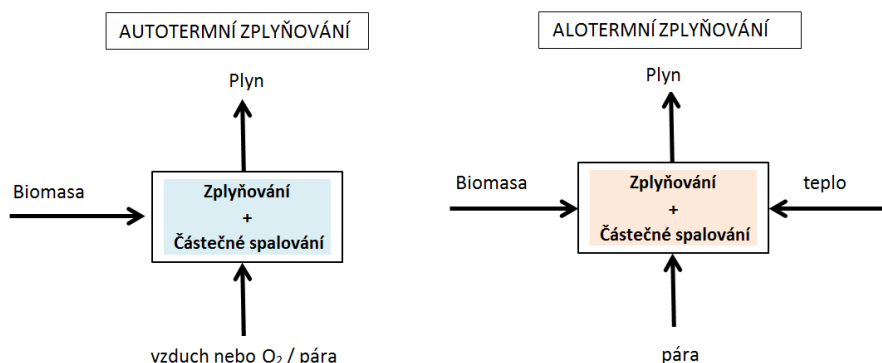 AUTOTERMNÍ ZPLYŇOVÁNÍ
Plyn
Biomasa
Zplyňování
+
Částečné spalování
vzduch nebo O₂ / pára
ALOTERMNÍ ZPLYŇOVÁNÍ
Plyn
Biomasa
Zplyňování
+
Částečné spalování
teplo
pára